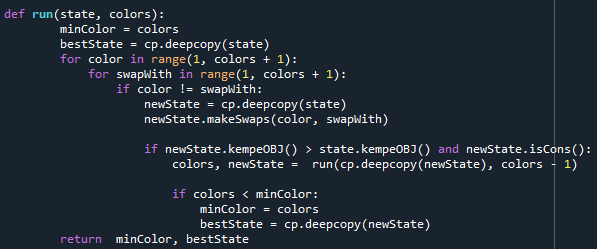 def run(state, colors):
        minColor = colors
        bestState = cp.deepcopy(state)
        for color in range(1, colors + 1):
            for swapWith in range(1, colors + 1):
                if color != swapWith:
                    newState = cp.deepcopy(state)
                    newState.makeSwaps(color, swapWith)

                    if newState.kempeOBJ() > state.kempeOBJ() and newState.isCons():
                        colors, newState =  run(cp.deepcopy(newState), colors - 1)

                        if colors < minColor:
                            minColor = colors
                            bestState = cp.deepcopy(newState)
        return  minColor, bestState